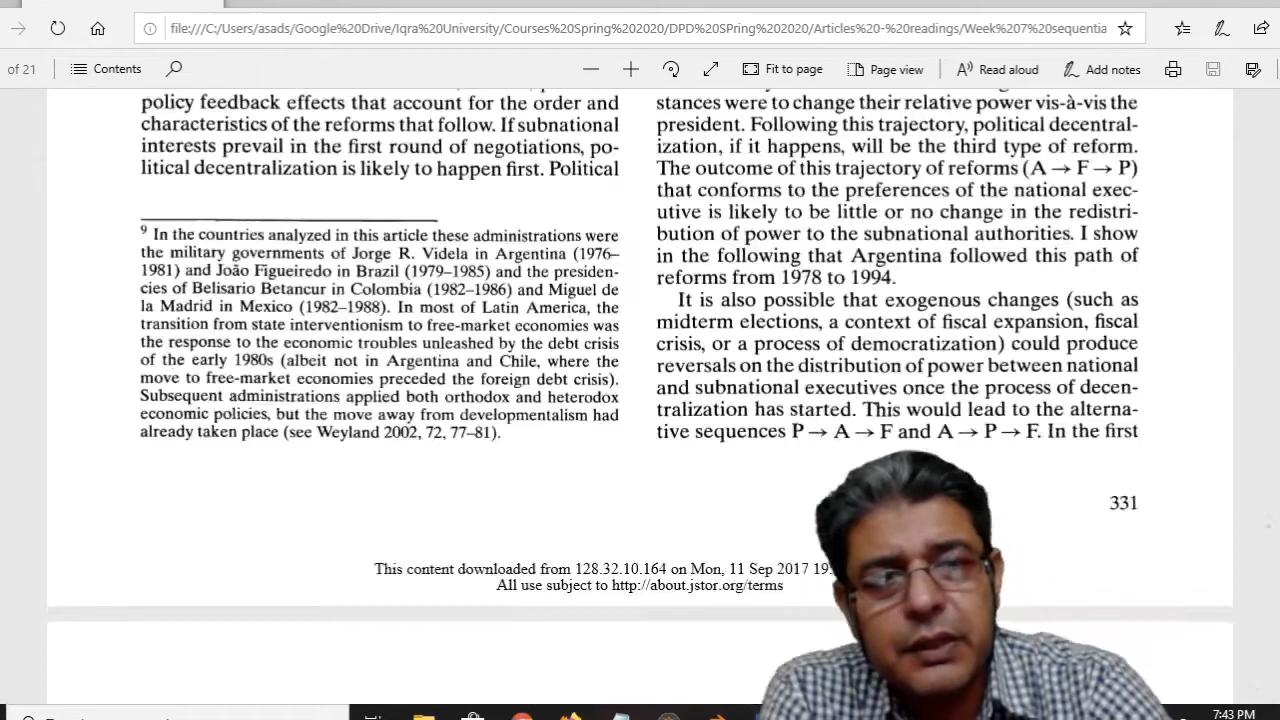 file:///C:/Users/asads/Google%20Drive/Iqra%20University/Courses%20Spring%202020/DPD%20SPring%202020/Articles%20-%20readings/Week%207%20sequentia
of 21
Contents
Fit to page
Page view
Read aloud
Add notes
policy feedback effects that account for the order and
characteristics of the reforms that follow. If subnational
interests prevail in the first round of negotiations, po-
litical decentralization is likely to happen first. Political
9 In the countries analyzed in this article these administrations were
the military governments of Jorge R. Videla in Argentina (1976–
1981) and João Figueiredo in Brazil (1979–1985) and the presiden-
cies of Belisario Betancur in Colombia (1982–1986) and Miguel de
la Madrid in Mexico (1982–1988). In most of Latin America, the
transition from state interventionism to free-market economies was
the response to the economic troubles unleashed by the debt crisis
of the early 1980s (albeit not in Argentina and Chile, where the
move to free-market economies preceded the foreign debt crisis).
Subsequent administrations applied both orthodox and heterodox
economic policies, but the move away from developmentalism had
already taken place (see Weyland 2002, 72, 77–81).
stances were to change their relative power vis-à-vis the
president. Following this trajectory, political decentral-
ization, if it happens, will be the third type of reform.
The outcome of this trajectory of reforms (A → F → P)
that conforms to the preferences of the national exec-
utive is likely to be little or no change in the redistri-
bution of power to the subnational authorities. I show
in the following that Argentina followed this path of
reforms from 1978 to 1994.
It is also possible that exogenous changes (such as
midterm elections, a context of fiscal expansion, fiscal
crisis, or a process of democratization) could produce
reversals on the distribution of power between national
and subnational executives once the process of decen-
tralization has started. This would lead to the alterna-
tive sequences P → A → F and A → P → F. In the first
331
This content downloaded from 128.32.10.164 on Mon, 11 Sep 2017 19:
All use subject to http://about.jstor.org/terms
7:43 PM